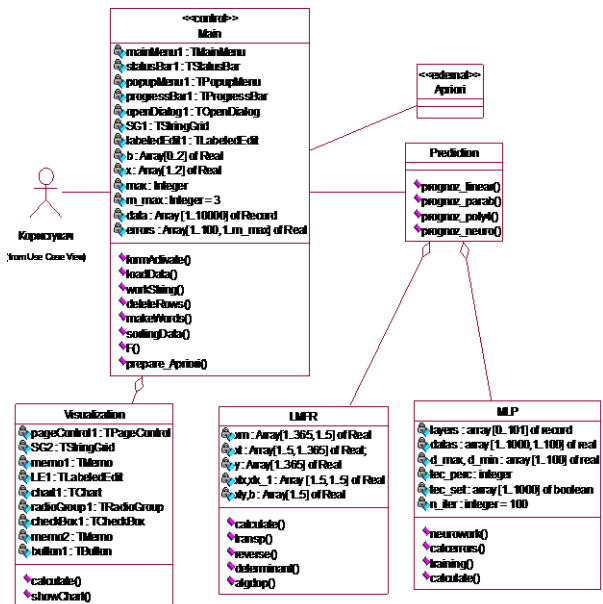 <<control>>
Main
mainMenu1 : TMainMenu
statusBar1 : TStatusBar
popupMenu1 : TPopupMenu
progressBar1 : TProgressBar
openDialog1 : TOpenDialog
SG1 : TStringGrid
labeledEdit1 : TLabeledEdit
b : Array[0..2] of Real
x : Array[1..2] of Real
max : Integer
m_max : Integer = 3
data : Array [1..10000] of Record
errors : Array[1..100,1..m_max] of Real
formActivate()
loadData()
workString()
deleteRows()
makeWords()
sortingData()
F()
prepare_Apriori()
<<external>>
Apriori
Prediction
prognoz_linear()
prognoz_parab()
prognoz_poly4()
prognoz_neuro()
Користувач
(from Use Case View)
Visualization
pageControl1 : TPageControl
SG2 : TStringGrid
memo1 : TMemo
LE1 : TLabeledEdit
chart1 : TChart
radioGroup1 : TRadioGroup
checkBox1 : TCheckBox
memo2 : TMemo
button1 : TButton
calculate()
showChart()
LMFR
xm : Array[1..365,1..5] of Real
xt : Array[1..5,1..365] of Real;
y : Array[1..365] of Real
xtx,xtx_1 : Array [1..5,1..5] of Real
xty,b : Array[1..5] of Real
calculate()
transp()
reverse()
determinant()
algdop()
MLP
layers : array [0..101] of record
datas : array [1..1000,1..100] of real
d_max, d_min : array [1..100] of real
tec_perc : integer
tec_set : array [1..1000] of boolean
n_iter : integer = 100
neurowork()
calcerrors()
training()
calculate()